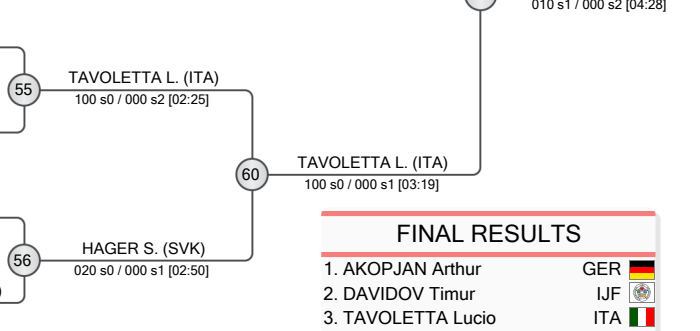 010 s1 / 000 s2 [04:28]
55
TAVOLETTA L. (ITA)
100 s0 / 000 s2 [02:25]
60
TAVOLETTA L. (ITA)
100 s0 / 000 s1 [03:19]
56
HAGER S. (SVK)
020 s0 / 000 s1 [02:50]
FINAL RESULTS
1. AKOPJAN Arthur GER
2. DAVIDOV Timur IJF
3. TAVOLETTA Lucio ITA